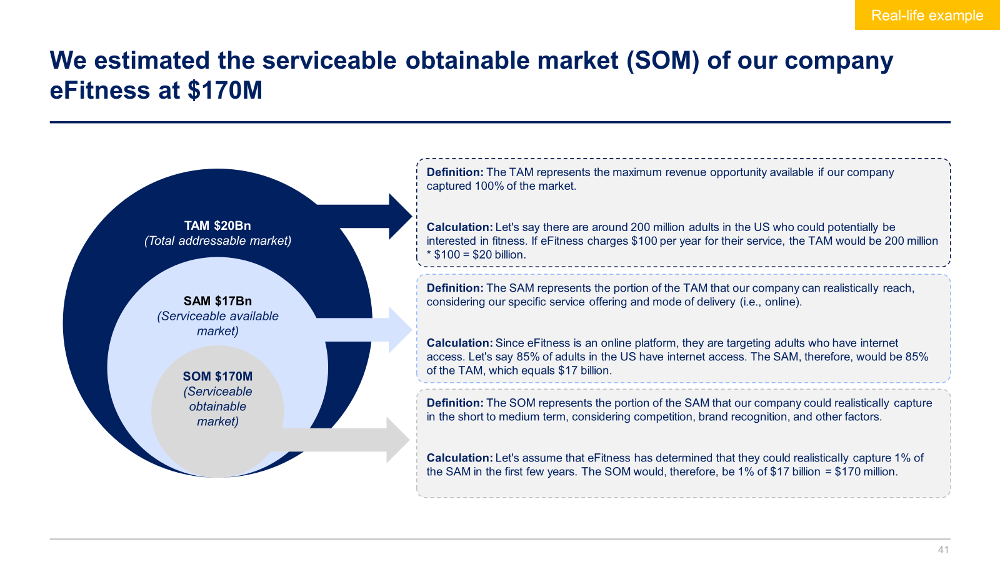 Real-life example
We estimated the serviceable obtainable market (SOM) of our company
eFitness at $170M
TAM $20Bn
(Total addressable market)
SAM $17Bn
(Serviceable available
market)
SOM $170M
(Serviceable
obtainable
market)
Definition: The TAM represents the maximum revenue opportunity available if our company
captured 100% of the market.
Calculation: Let's say there are around 200 million adults in the US who could potentially be
interested in fitness. If eFitness charges $100 per year for their service, the TAM would be 200 million
* $100 = $20 billion.
Definition: The SAM represents the portion of the TAM that our company can realistically reach,
considering our specific service offering and mode of delivery (i.e., online).
Calculation: Since eFitness is an online platform, they are targeting adults who have internet
access. Let's say 85% of adults in the US have internet access. The SAM, therefore, would be 85%
of the TAM, which equals $17 billion.
Definition: The SOM represents the portion of the SAM that our company could realistically capture
in the short to medium term, considering competition, brand recognition, and other factors.
Calculation: Let's assume that eFitness has determined that they could realistically capture 1% of
the SAM in the first few years. The SOM would, therefore, be 1% of $17 billion = $170 million.
41